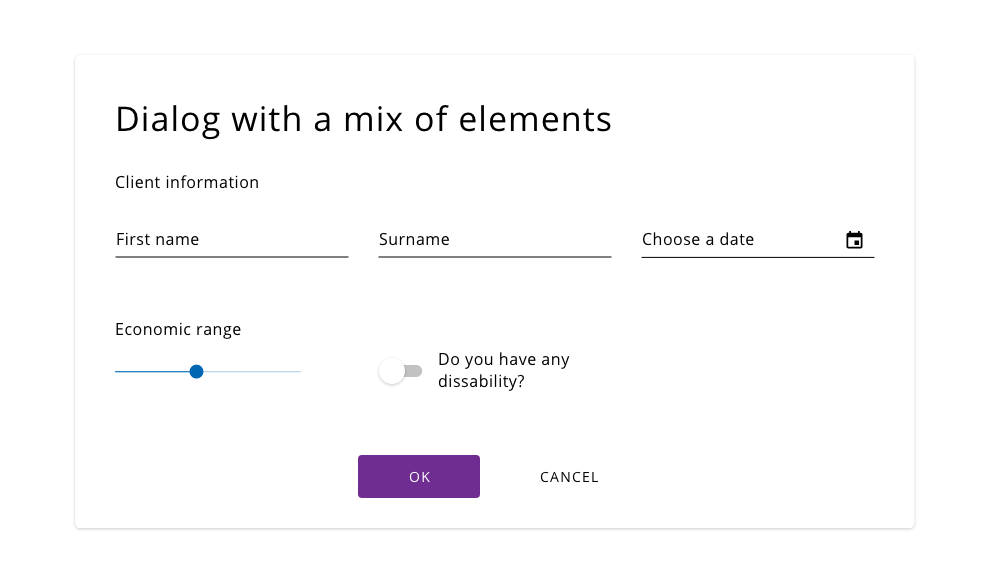 Dialog with a mix of elements
Client information
First name
Surname
Choose a date
Economic range
Do you have any
dissability?
OK
CANCEL